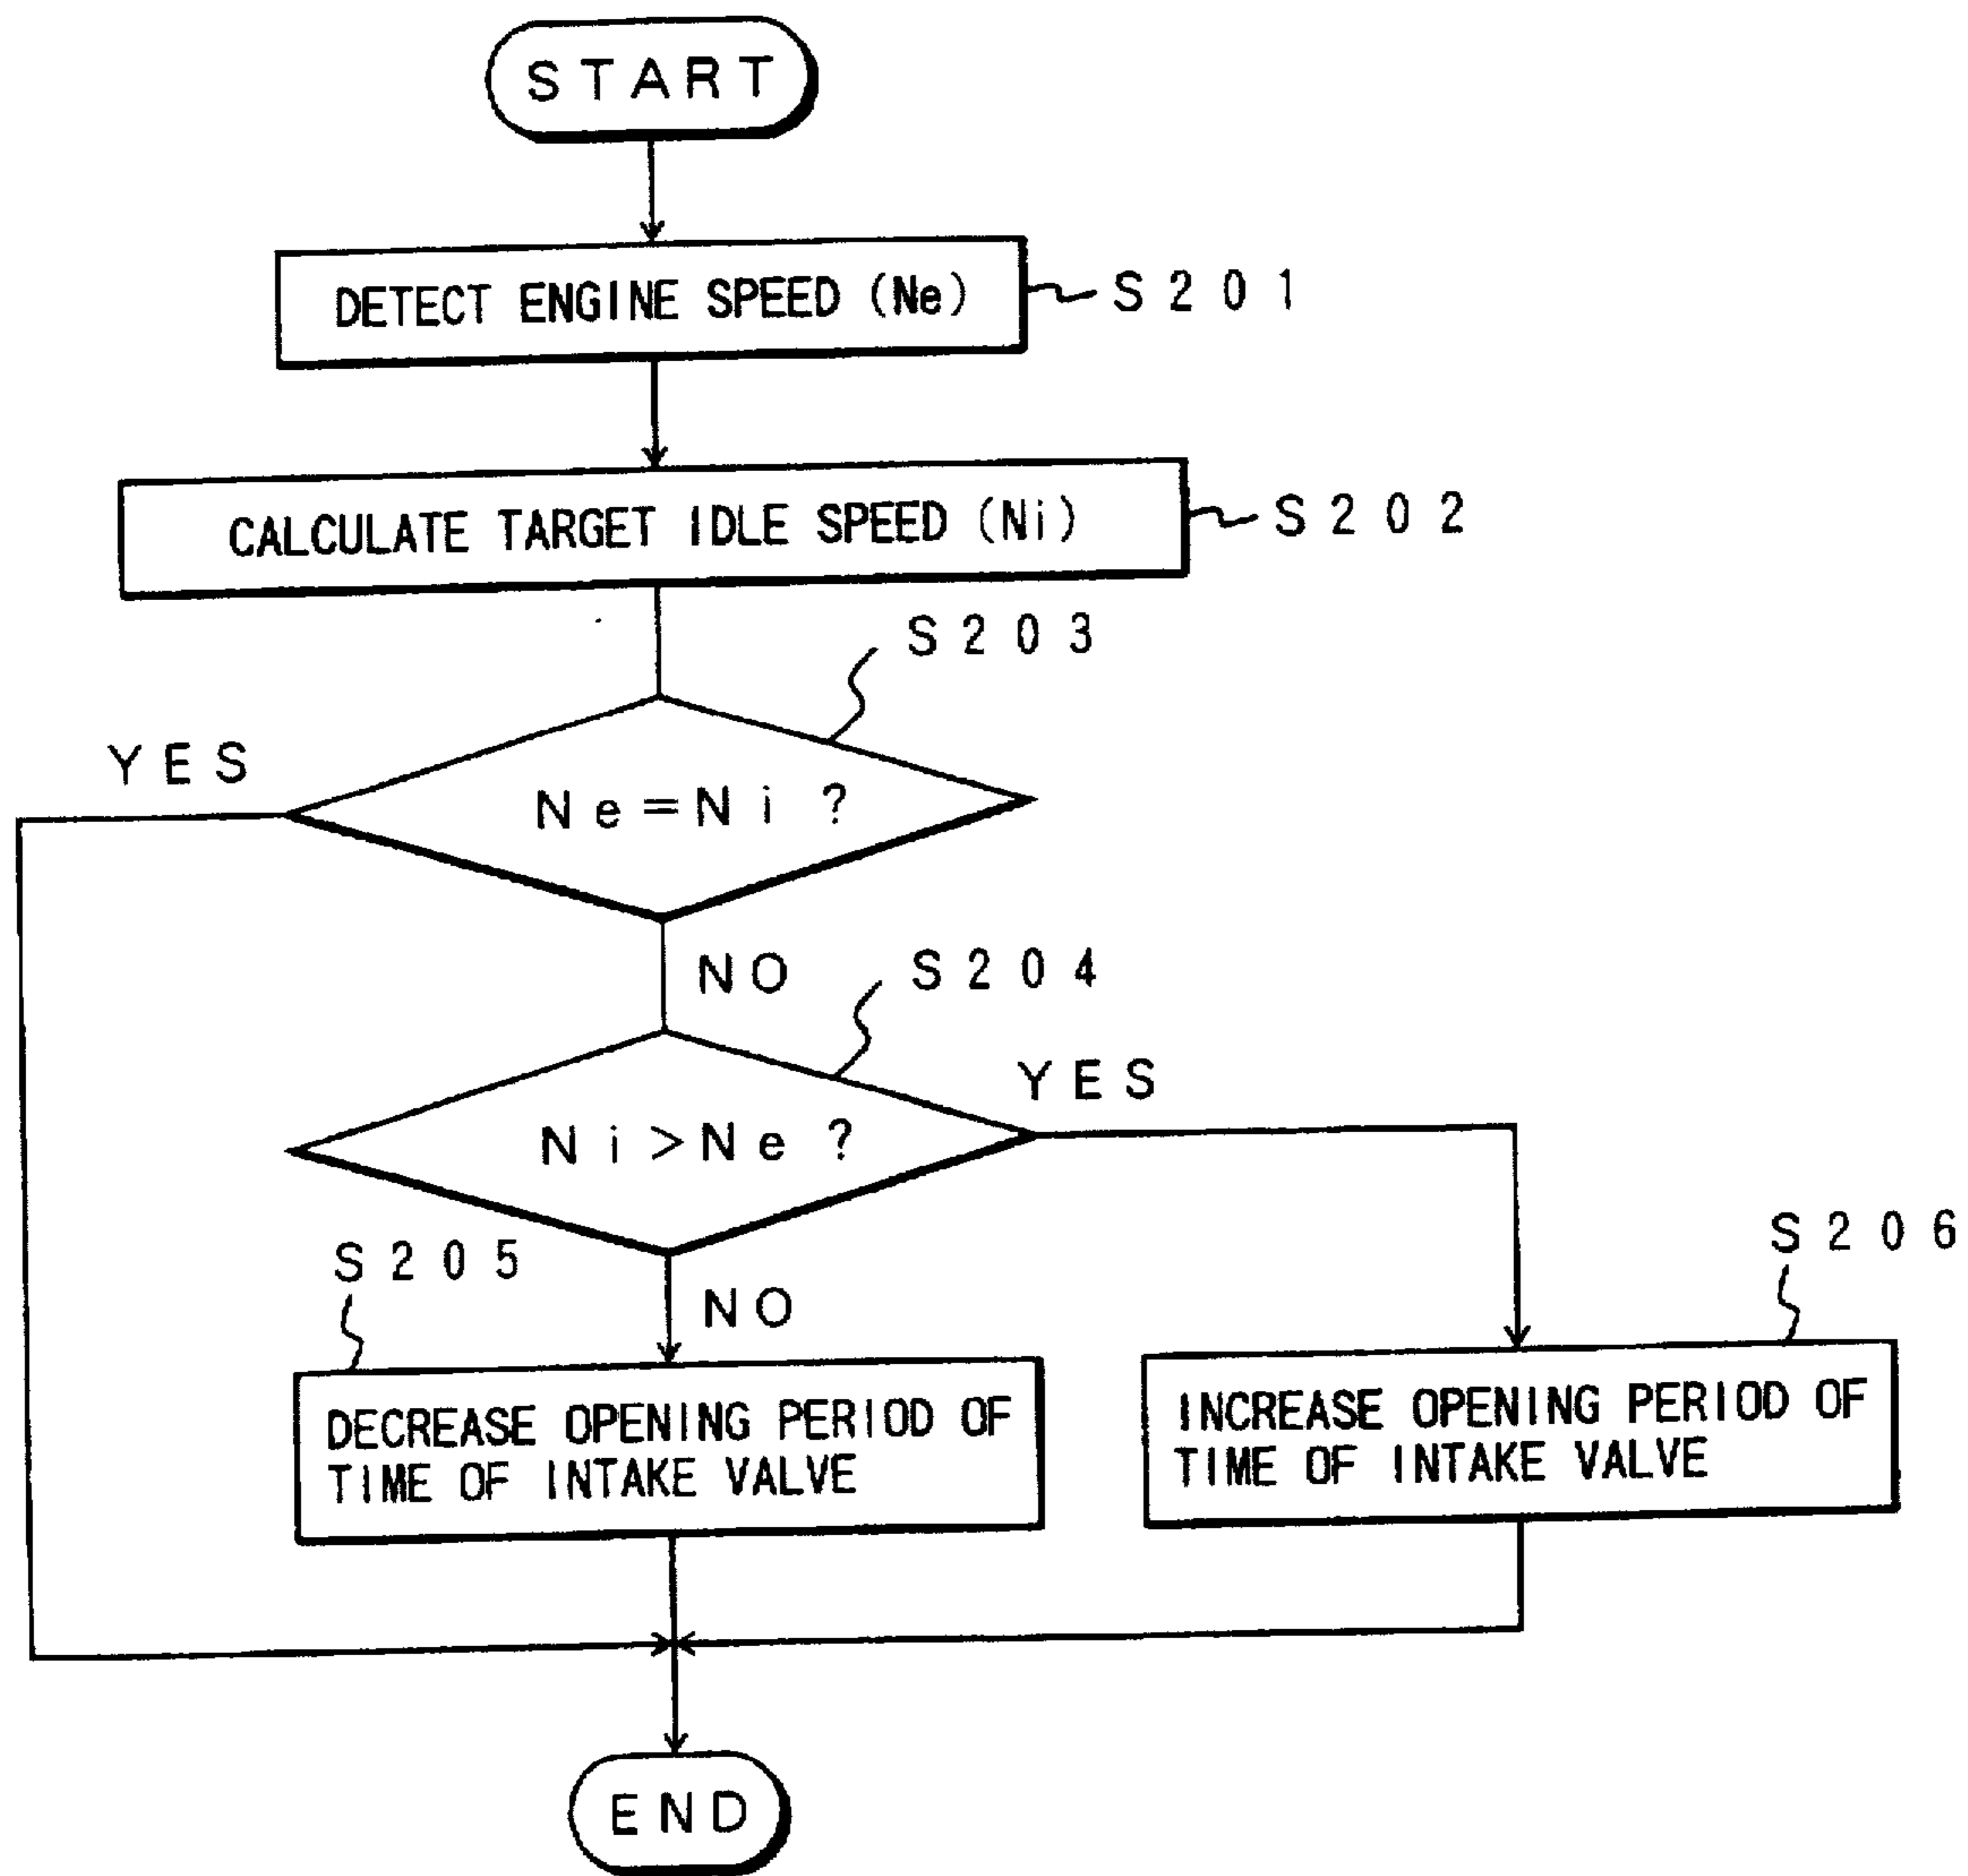 START
DETECT ENGINE SPEED (Ne)
S201
CALCULATE TARGET IDLE SPEED (Ni)
S202
S203
YES
Ne=Ni ?
NO
S204
YES
Ni>Ne ?
S205
NO
S206
DECREASE OPENING PERIOD OF
TIME OF INTAKE VALVE
INCREASE OPENING PERIOD OF
TIME OF INTAKE VALVE
END